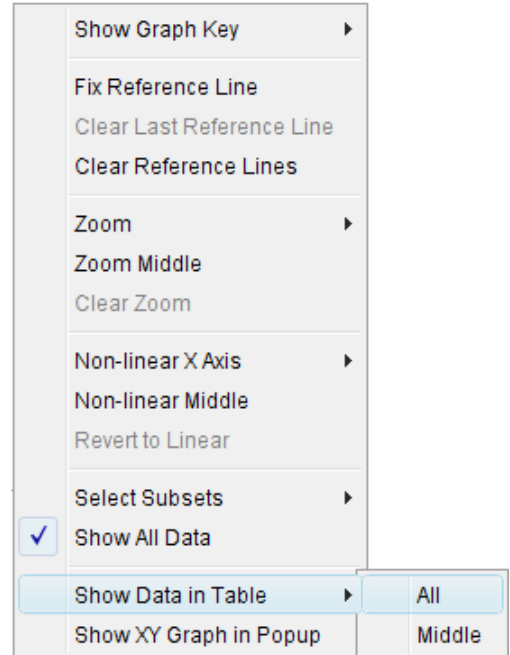 Show Graph Key
Fix Reference Line
Clear Last Reference Line
Clear Reference Lines
Zoom
Zoom Middle
Clear Zoom
Non-linear X Axis
Non-linear Middle
Revert to Linear
Select Subsets
Show All Data
Show Data in Table
All
Show XY Graph in Popup
Middle